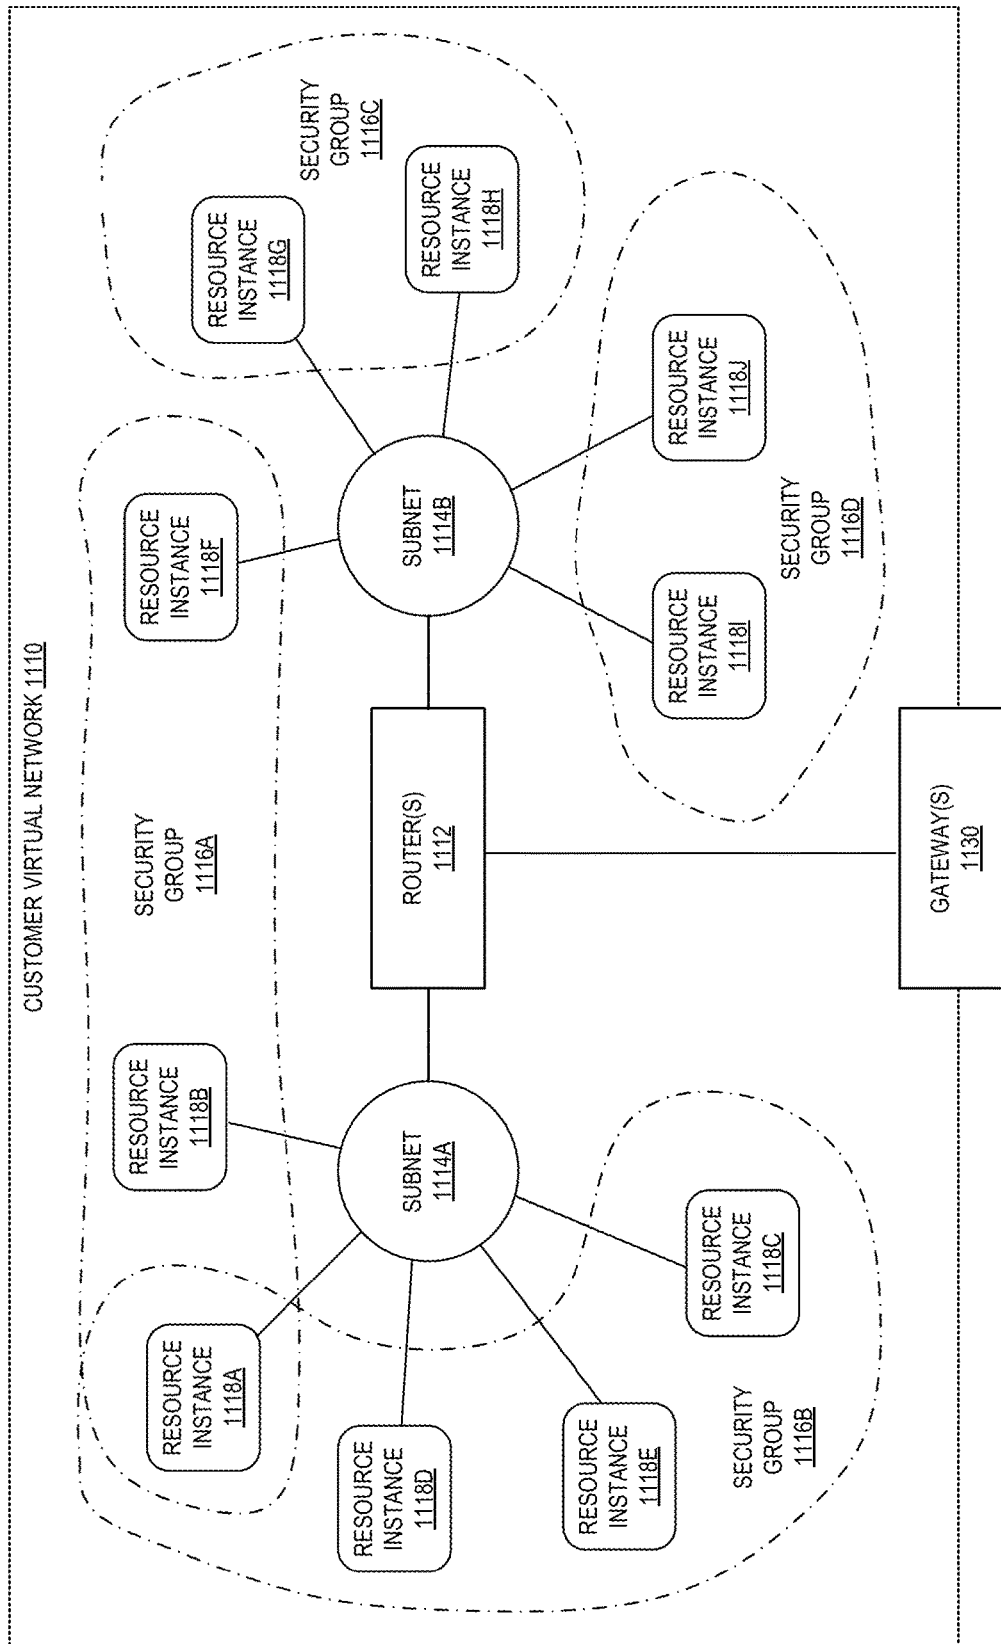 CUSTOMER VIRTUAL NETWORK 1110
SECURITY
GROUP
1116A
RESOURCE
INSTANCE
1118A
RESOURCE
INSTANCE
1118B
RESOURCE
INSTANCE
1118F
RESOURCE
INSTANCE
1118G
SECURITY
GROUP
1116C
RESOURCE
INSTANCE
1118H
RESOURCE
INSTANCE
1118D
SUBNET
1114A
ROUTER(S)
1112
SUBNET
1114B
RESOURCE
INSTANCE
1118E
RESOURCE
INSTANCE
1118C
RESOURCE
INSTANCE
1118I
RESOURCE
INSTANCE
1118J
SECURITY
GROUP
1116B
SECURITY
GROUP
1116D
GATEWAY(S)
1130